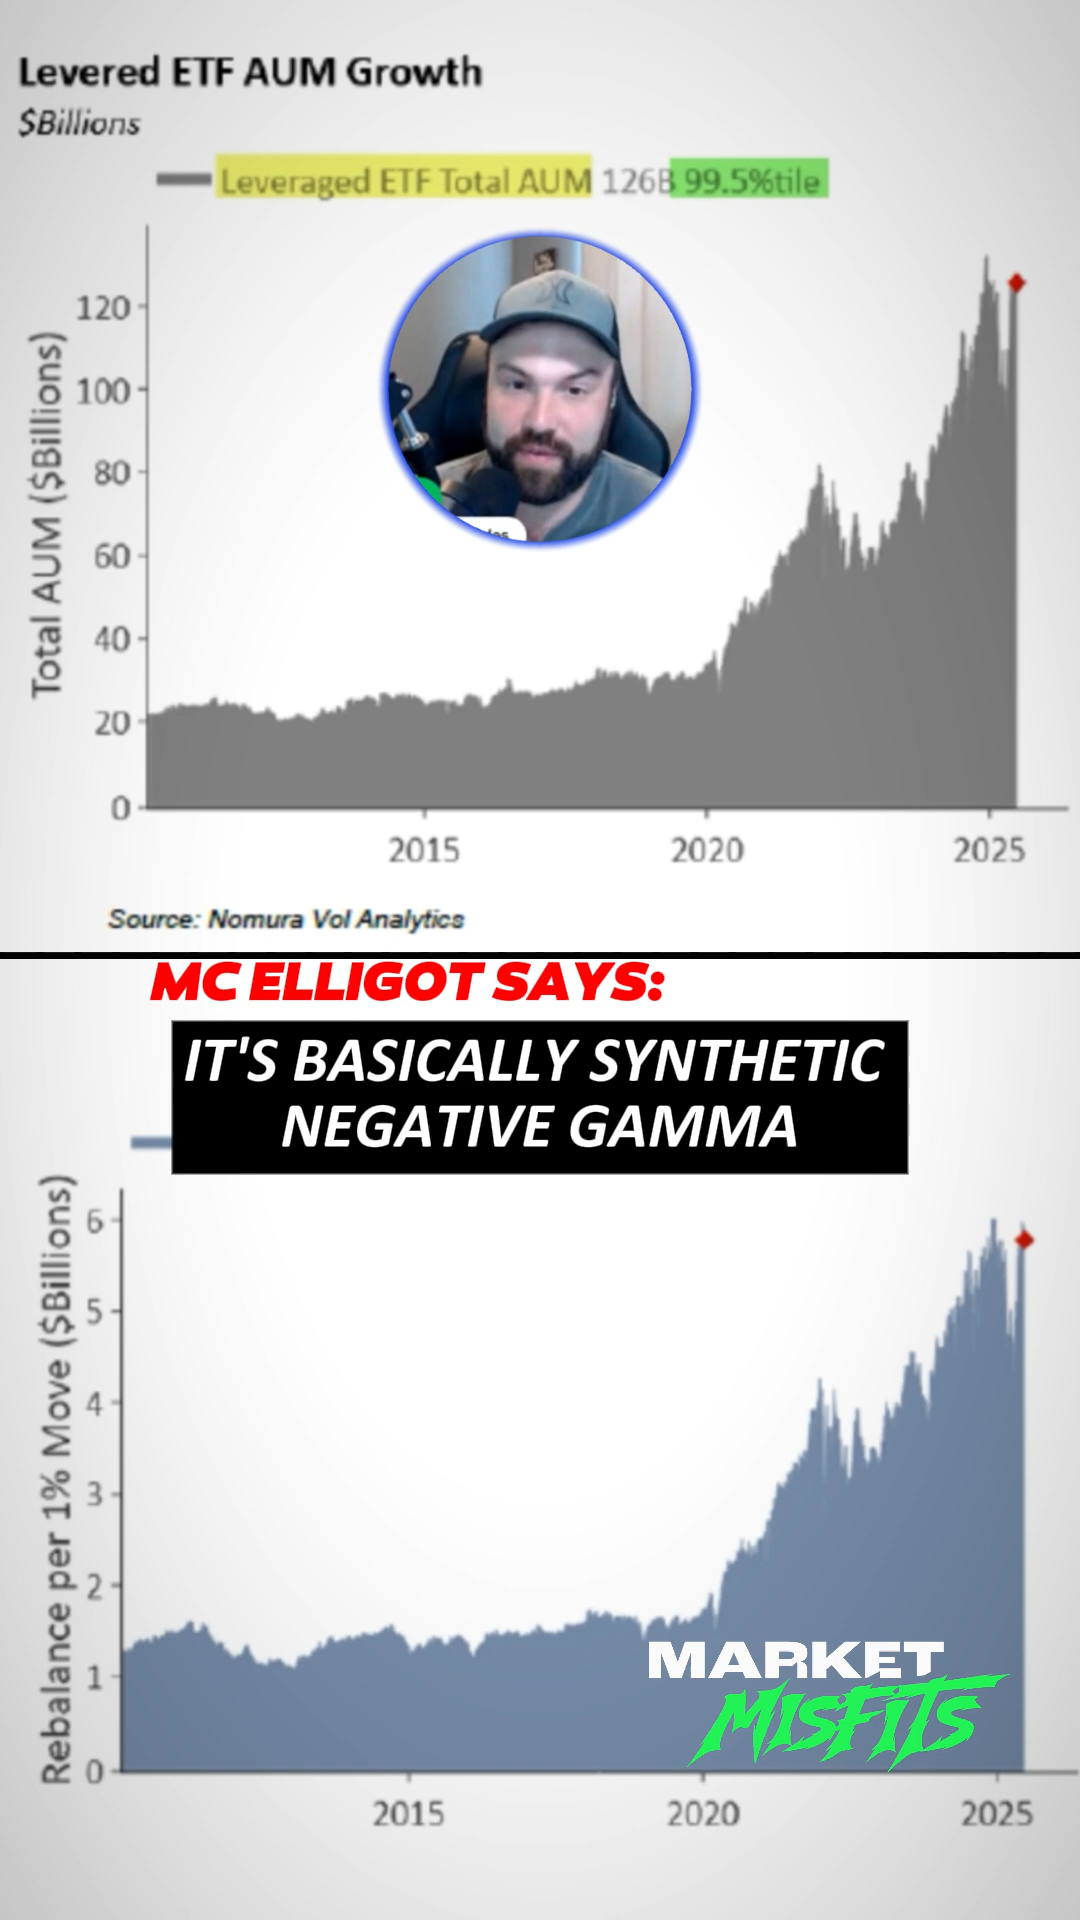 Levered ETF AUM Growth
$Billions
Leveraged ETF Total AUM 126B 99.5%tile
Total AUM ($Billions)
120
100
80
60
40
20
0
2015 2020 2025
Source: Nomura Vol Analytics
MC ELLIGOT SAYS:
IT'S BASICALLY SYNTHETIC
NEGATIVE GAMMA
Rebalance per 1% Move ($Billions)
6
5
4
3
2
1
0
MARKET
MISFITS
2015 2020 2025